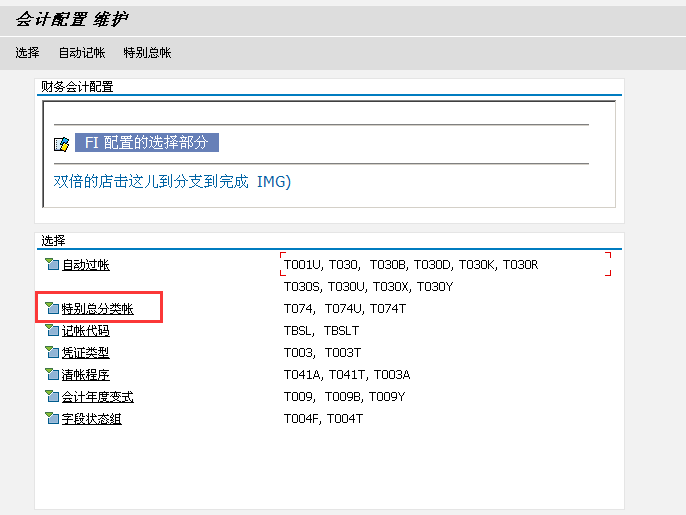 会计配置 维护
选择 自动记帐 特别总帐
财务会计配置
FI 配置的选择部分
双倍的店击这儿到分支到完成 IMG)
选择
自动过帐 T001U, T030, T030B, T030D, T030K, T030R
T030S, T030U, T030X, T030Y
特别总分类帐 T074, T074U, T074T
记帐代码 TBSL, TBSLT
凭证类型 T003, T003T
清帐程序 T041A, T041T, T003A
会计年度变式 T009, T009B, T009Y
字段状态组 T004F, T004T